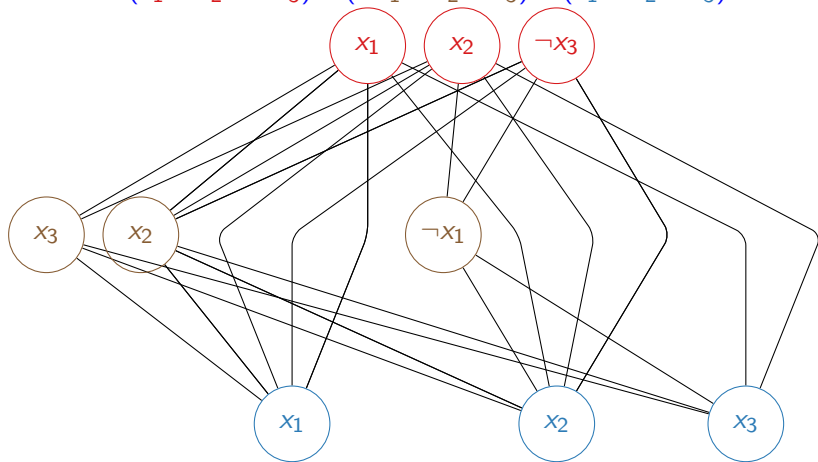 x₁ x₂ ¬x₃
x₃ x₂ ¬x₁
x₁ x₂ x₃